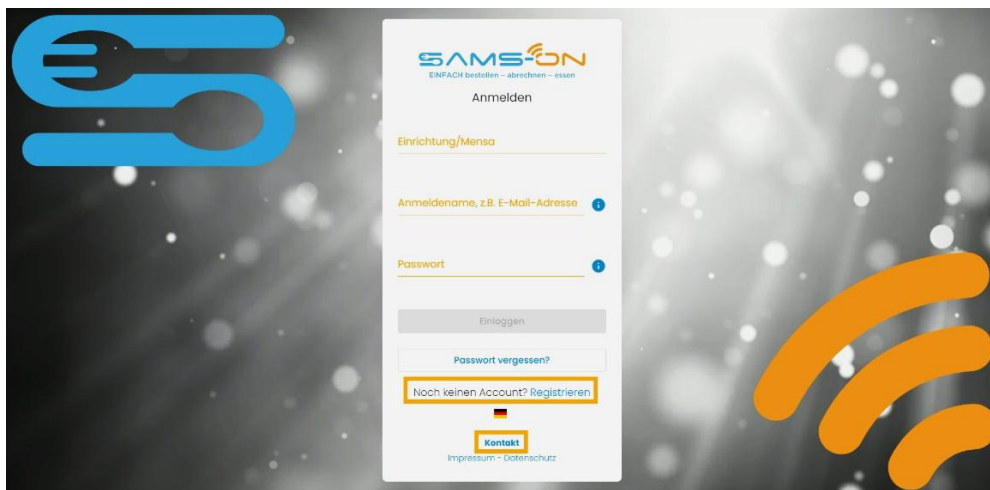 SAMS-ON
EINFACH bestellen – abrechnen – essen
Anmelden
Einrichtung/Mensa
Anmeldename, z.B. E-Mail-Adresse
Passwort
Einloggen
Passwort vergessen?
Noch keinen Account? Registrieren
Kontakt
Impressum - Datenschutz